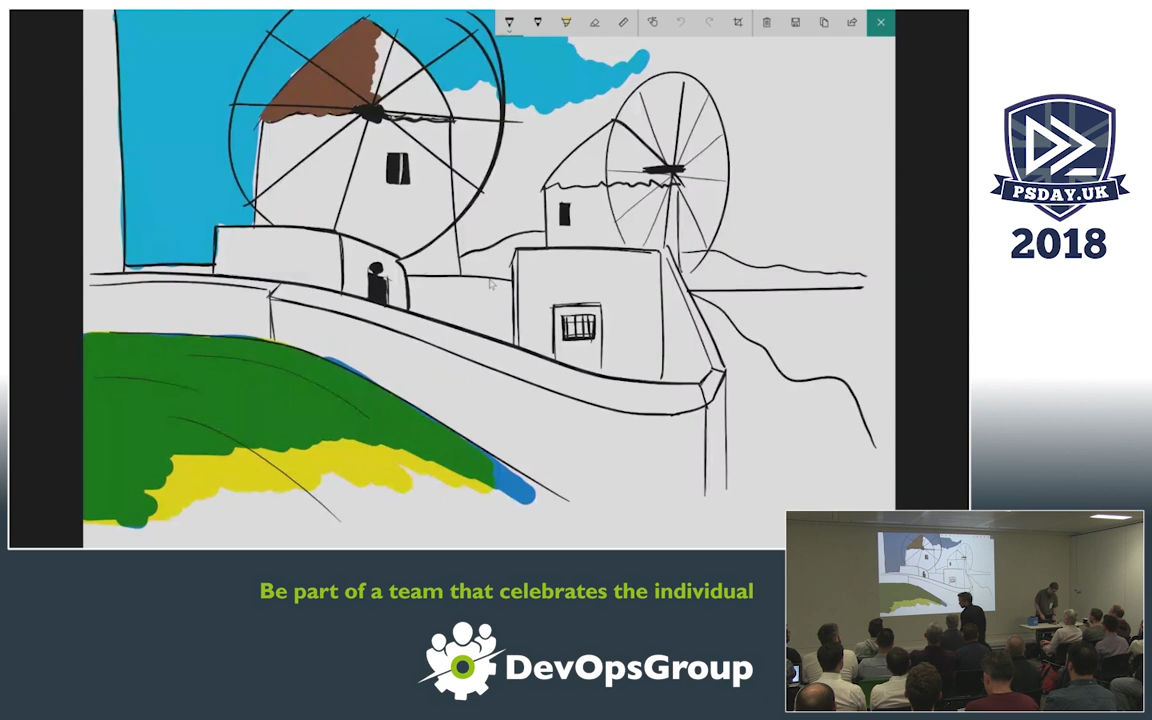 PSDAY.UK
2018
Be part of a team that celebrates the individual
DevOpsGroup